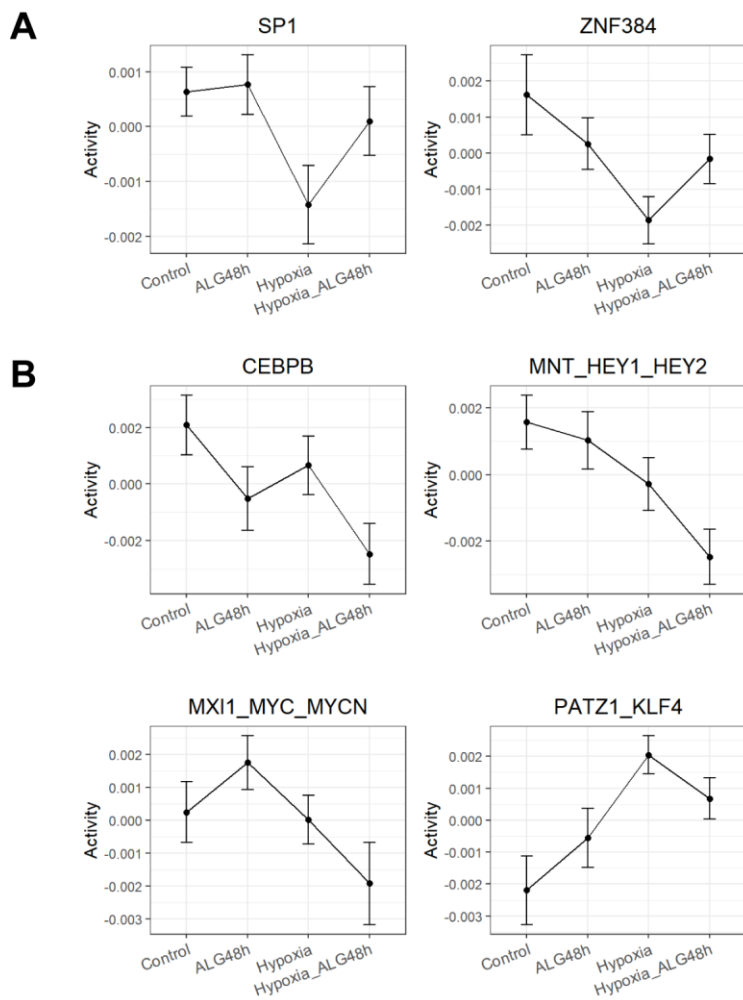 A
SP1
Activity
0.001
0.000
-0.001
-0.002
Control
ALG48h
Hypoxia
Hypoxia_ALG48h
ZNF384
Activity
0.002
0.001
0.000
-0.001
-0.002
Control
ALG48h
Hypoxia
Hypoxia_ALG48h
B
CEBPB
Activity
0.002
0.000
-0.002
Control
ALG48h
Hypoxia
Hypoxia_ALG48h
MNT_HEY1_HEY2
Activity
0.002
0.000
-0.002
Control
ALG48h
Hypoxia
Hypoxia_ALG48h
MXI1_MYC_MYCN
Activity
0.002
0.001
0.000
-0.001
-0.002
-0.003
Control
ALG48h
Hypoxia
Hypoxia_ALG48h
PATZ1_KLF4
Activity
0.002
0.001
0.000
-0.001
-0.002
-0.003
Control
ALG48h
Hypoxia
Hypoxia_ALG48h